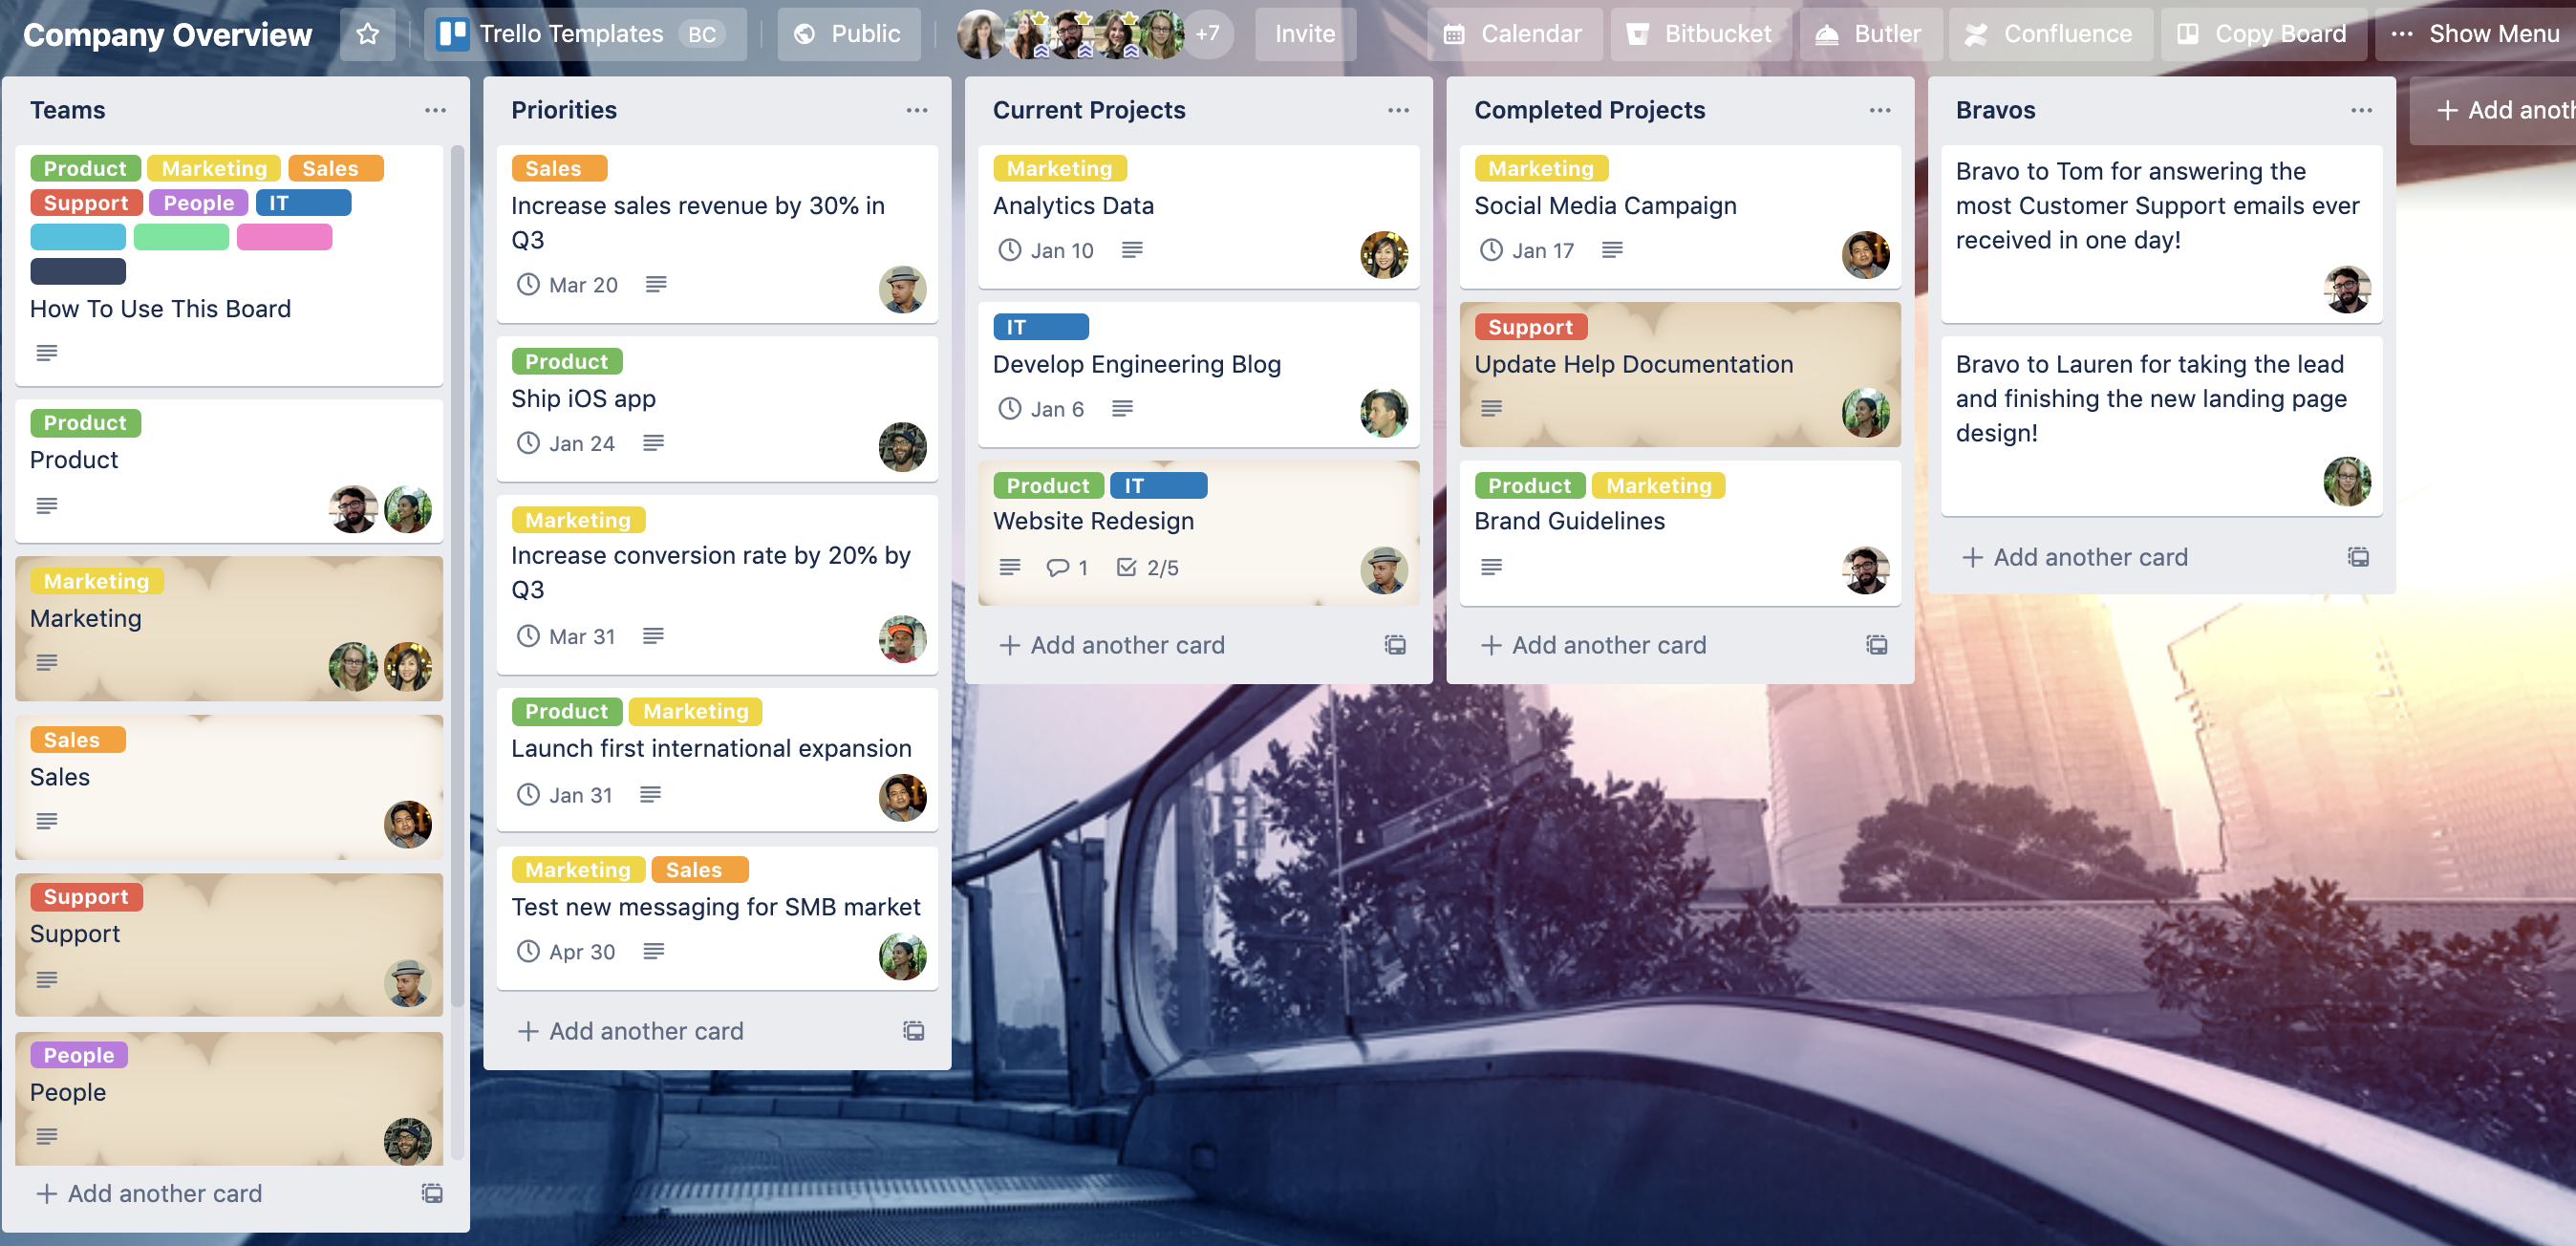 Company Overview
Trello Templates BC
Public
+7
Invite
Calendar
Bitbucket
Butler
Confluence
Copy Board
Show Menu
Teams
Product Marketing Sales
Support People IT
How To Use This Board
Product
Product
Marketing
Marketing
Sales
Sales
Support
Support
People
People
+ Add another card
Priorities
Sales
Increase sales revenue by 30% in
Q3
Mar 20
Product
Ship iOS app
Jan 24
Marketing
Increase conversion rate by 20% by
Q3
Mar 31
Product Marketing
Launch first international expansion
Jan 31
Marketing Sales
Test new messaging for SMB market
Apr 30
+ Add another card
Current Projects
Marketing
Analytics Data
Jan 10
IT
Develop Engineering Blog
Jan 6
Product IT
Website Redesign
1 2/5
+ Add another card
Completed Projects
Marketing
Social Media Campaign
Jan 17
Support
Update Help Documentation
Product Marketing
Brand Guidelines
+ Add another card
Bravos
Bravo to Tom for answering the
most Customer Support emails ever
received in one day!
Bravo to Lauren for taking the lead
and finishing the new landing page
design!
+ Add another card
+ Add anoth